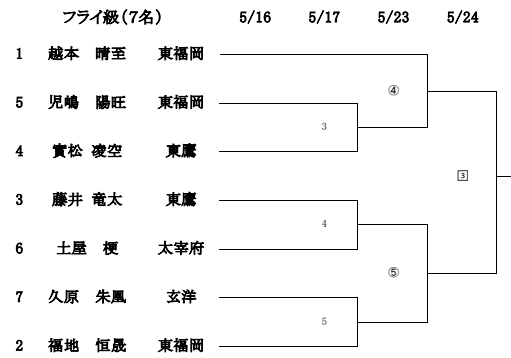 フライ級（7名） 5/16 5/17 5/23 5/24
1 越本 晴至 東福岡
④
5 児嶋 陽旺 東福岡
3
4 實松 凌空 東鷹
3
3 藤井 竜太 東鷹
4
6 土屋 梗 太宰府
⑤
7 久原 朱凰 玄洋
5
2 福地 恒晟 東福岡